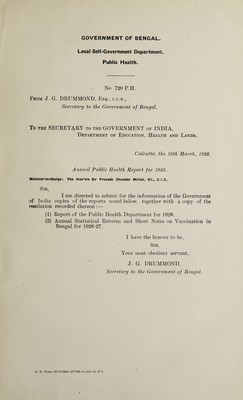 GOVERNMENT OF BENGAL.
Local Self-Government Department.
Public Health.
No 720 P.H.
FROM J. G. DRUMMOND, ESQ., I.C.S.,
Secretary to the Government of Bengal,
TO THE SECRETARY TO THE GOVERNMENT OF INDIA,
DEPARTMENT OF EDUCATION, HEALTH AND LANDS.
Calcutta, the 19th March, 1928.
Annual Public Health Report for 1926.
Minister-in-charge: The Hon'ble Sir Provash Chunder Mitter, Kt., C.I.E.
SIR,
I am directed to submit for the information of the Government
of India copies of the reports noted below, together with a copy of the
resolution recorded thereon:—
(1) Report of the Public Health Department for 1926.
(2) Annual Statistical Returns and Short Notes on Vaccination in
Bengal for 1926-27.
I have the honour to be,
SIR,
Your most obedient servant,
J. G. DRUMMOND,
Secretary to the Government of Bengal.